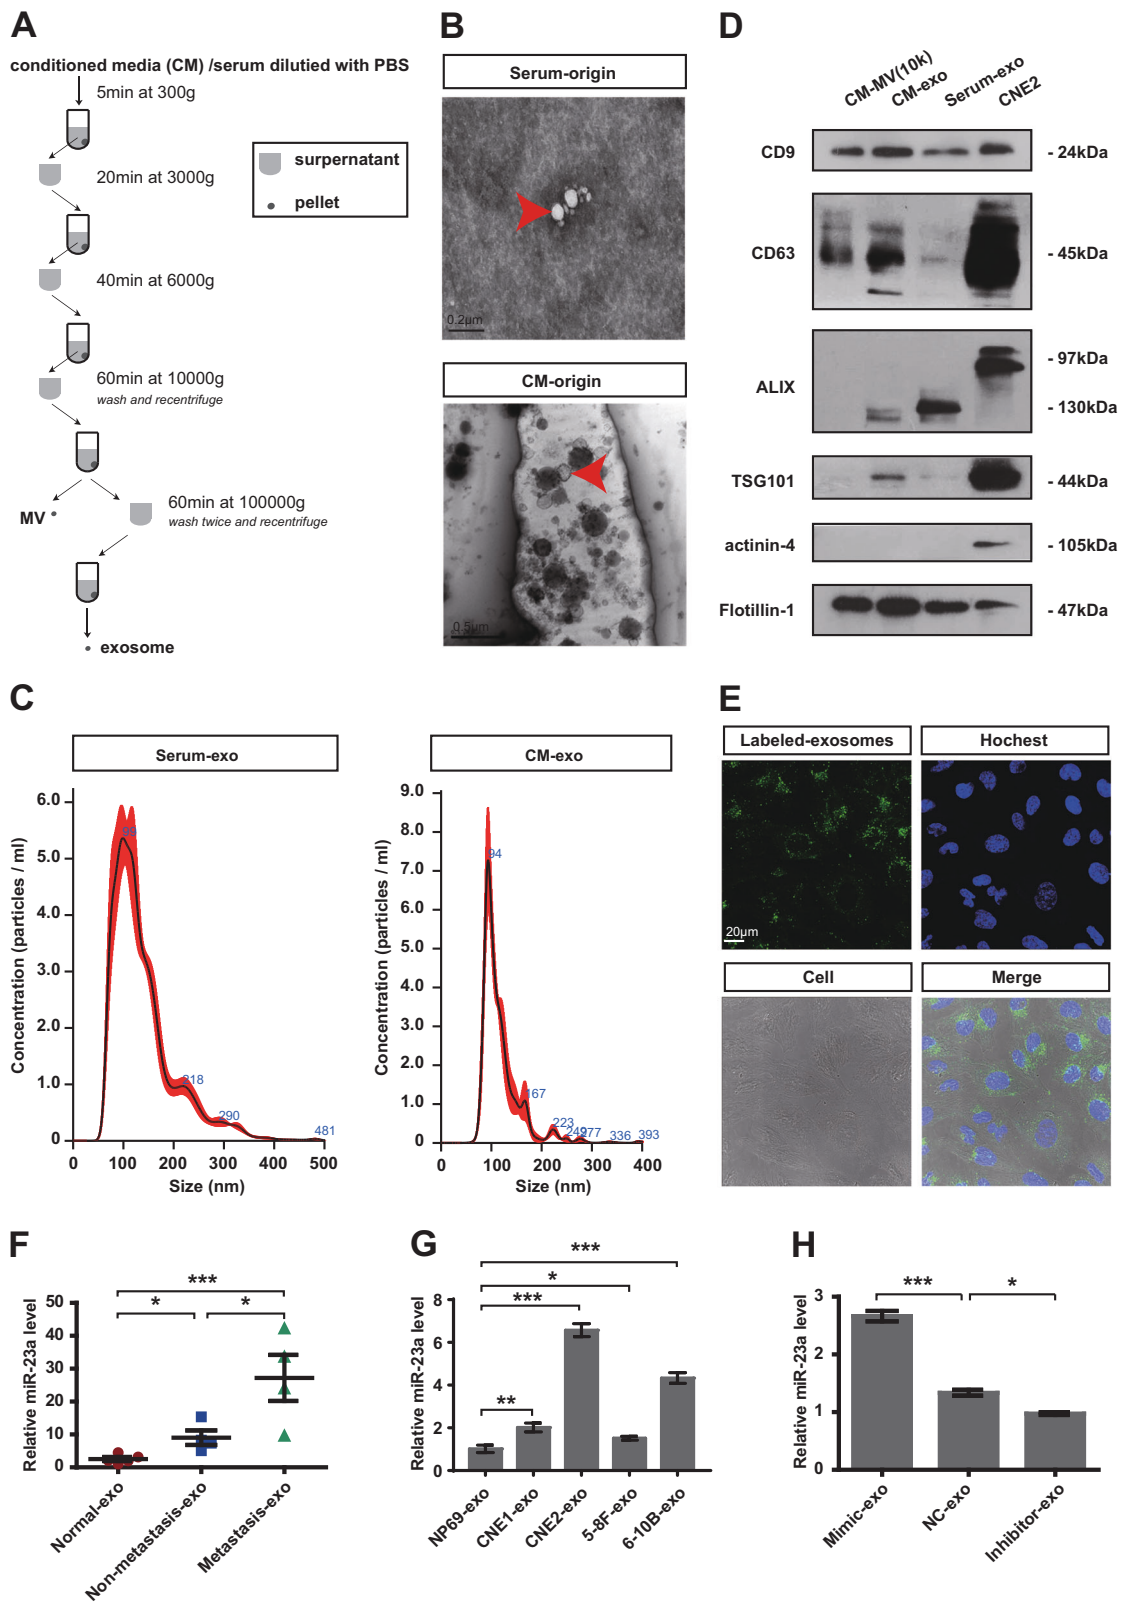 A
conditioned media (CM) /serum dilutied with PBS
5min at 300g
20min at 3000g
40min at 6000g
60min at 10000g
wash and recentrifuge
MV
60min at 100000g
wash twice and recentrifuge
exosome
surpernatant
pellet
B
Serum-origin
0.2μm
CM-origin
0.5μm
D
CM-MV(10k)
CM-exo
Serum-exo
CNE2
CD9
- 24kDa
CD63
- 45kDa
ALIX
- 97kDa
- 130kDa
TSG101
- 44kDa
actinin-4
- 105kDa
Flotillin-1
- 47kDa
C
Serum-exo
Concentration (particles / ml)
6.0
5.0
4.0
3.0
2.0
1.0
0
95
218
290
481
0 100 200 300 400 500
Size (nm)
CM-exo
Concentration (particles / ml)
9.0
8.0
7.0
6.0
5.0
4.0
3.0
2.0
1.0
0
94
167
223
249
277
336
393
0 100 200 300 400
Size (nm)
E
Labeled-exosomes
Hochest
20μm
Cell
Merge
F
Relative miR-23a level
50
40
30
20
10
0
***
* *
Normal-exo
Non-metastasis-exo
Metastasis-exo
G
Relative miR-23a level
8
6
4
2
0
***
*
***
**
NP69-exo
CNE1-exo
CNE2-exo
5-8F-exo
6-10B-exo
H
Relative miR-23a level
3
2
1
0
*** *
Mimic-exo
NC-exo
Inhibitor-exo